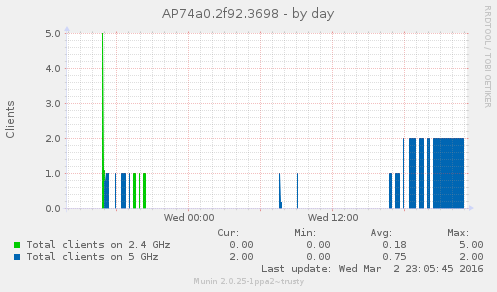 AP74a0.2f92.3698 - by day
RRDTOOL / TOBI OETIKER
5.0
4.0
3.0
2.0
1.0
0.0
Clients
Wed 00:00 Wed 12:00
Cur: Min: Avg: Max:
Total clients on 2.4 GHz 0.00 0.00 0.18 5.00
Total clients on 5 GHz 2.00 0.00 0.75 2.00
Last update: Wed Mar 2 23:05:45 2016
Munin 2.0.25-1ppa2~trusty